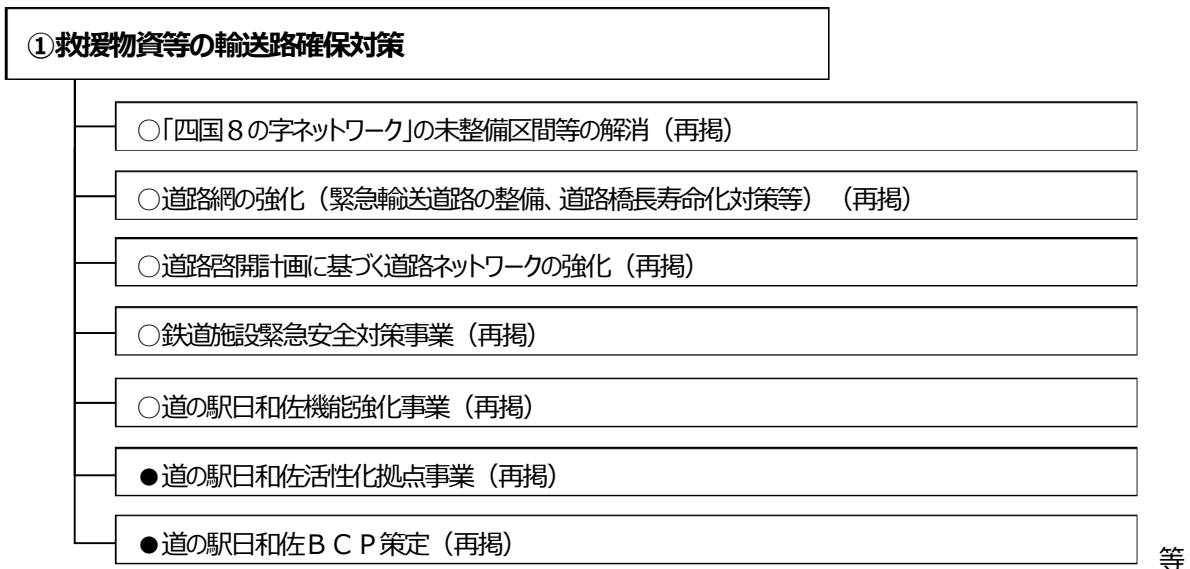 ①救援物資等の輸送路確保対策
○「四国８の字ネットワーク」の未整備区間等の解消（再掲）
○道路網の強化（緊急輸送道路の整備、道路橋長寿命化対策等）（再掲）
○道路啓開計画に基づく道路ネットワークの強化（再掲）
○鉄道施設緊急安全対策事業（再掲）
○道の駅日和佐機能強化事業（再掲）
●道の駅日和佐活性化拠点事業（再掲）
●道の駅日和佐ＢＣＰ策定（再掲）
等